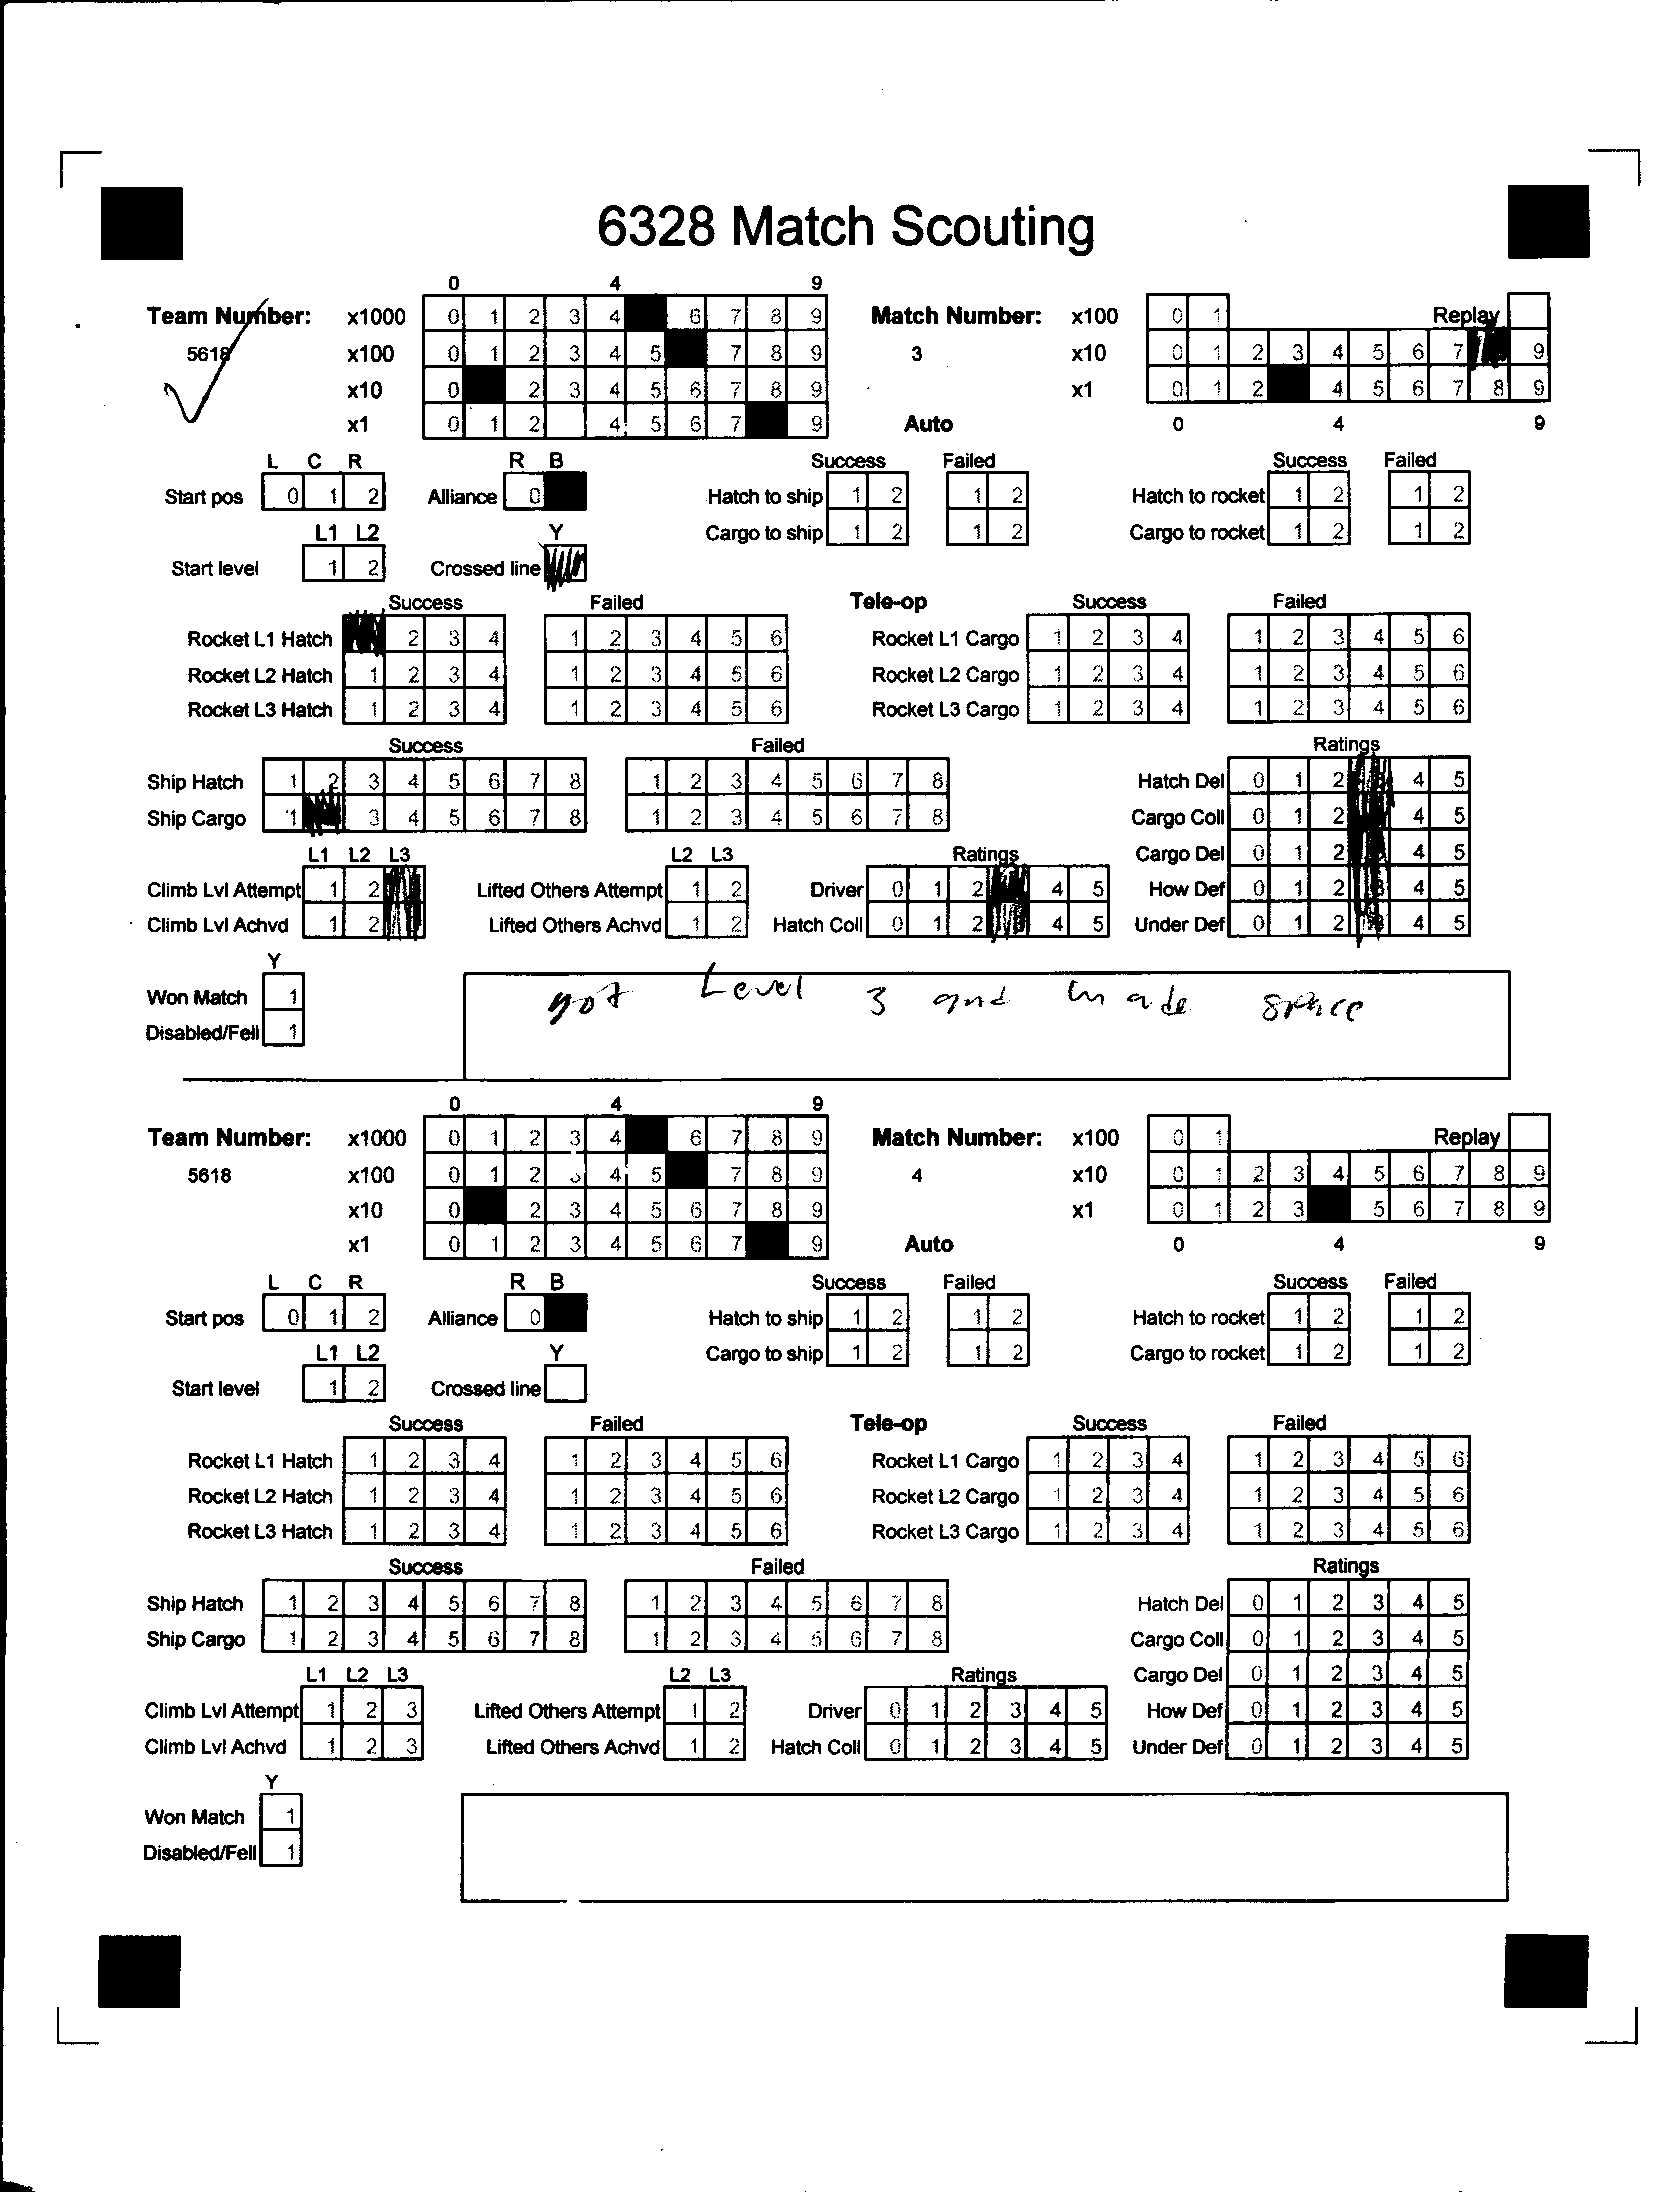 6328 Match Scouting
0 4 9
Team Number: x1000 0 1 2 3 4 6 7 8 9 Match Number: x100 0 1 Replay
5618 x100 0 1 2 3 4 5 7 8 9 3 x10 0 1 2 3 4 5 6 7 9
x10 0 2 3 4 5 6 7 8 9 x1 0 1 2 4 5 6 7 8 9
x1 0 1 2 4 5 6 7 9 Auto 0 4 9
L C R R B Success Failed Success Failed
Start pos 0 1 2 Alliance 0 Hatch to ship 1 2 1 2 Hatch to rocket 1 2 1 2
L1 L2 Y Cargo to ship 1 2 1 2 Cargo to rocket 1 2 1 2
Start level 1 2 Crossed line
Success Failed Tele-op Success Failed
Rocket L1 Hatch 2 3 4 1 2 3 4 5 6 Rocket L1 Cargo 1 2 3 4 1 2 3 4 5 6
Rocket L2 Hatch 1 2 3 4 1 2 3 4 5 6 Rocket L2 Cargo 1 2 3 4 1 2 3 4 5 6
Rocket L3 Hatch 1 2 3 4 1 2 3 4 5 6 Rocket L3 Cargo 1 2 3 4 1 2 3 4 5 6
Success Failed Ratings
Ship Hatch 1 2 3 4 5 6 7 8 1 2 3 4 5 6 7 8 Hatch Del 0 1 2 4 5
Ship Cargo 1 3 4 5 6 7 8 1 2 3 4 5 6 7 8 Cargo Coll 0 1 2 4 5
L1 L2 L3 L2 L3 Ratings Cargo Del 0 1 2 4 5
Climb Lvl Attempt 1 2 Lifted Others Attempt 1 2 Driver 0 1 2 4 5 How Def 0 1 2 3 4 5
Climb Lvl Achvd 1 2 Lifted Others Achvd 1 2 Hatch Coll 0 1 2 3 4 5 Under Def 0 1 2 3 4 5
Y
Won Match 1 got Level 3 and made space
Disabled/Fell 1
0 4 9
Team Number: x1000 0 1 2 3 4 6 7 8 9 Match Number: x100 0 1 Replay
5618 x100 0 1 2 3 4 5 7 8 9 4 x10 0 1 2 3 4 5 6 7 8 9
x10 0 2 3 4 5 6 7 8 9 x1 0 1 2 3 5 6 7 8 9
x1 0 1 2 3 4 5 6 7 9 Auto 0 4 9
L C R R B Success Failed Success Failed
Start pos 0 1 2 Alliance 0 Hatch to ship 1 2 1 2 Hatch to rocket 1 2 1 2
L1 L2 Y Cargo to ship 1 2 1 2 Cargo to rocket 1 2 1 2
Start level 1 2 Crossed line
Success Failed Tele-op Success Failed
Rocket L1 Hatch 1 2 3 4 1 2 3 4 5 6 Rocket L1 Cargo 1 2 3 4 1 2 3 4 5 6
Rocket L2 Hatch 1 2 3 4 1 2 3 4 5 6 Rocket L2 Cargo 1 2 3 4 1 2 3 4 5 6
Rocket L3 Hatch 1 2 3 4 1 2 3 4 5 6 Rocket L3 Cargo 1 2 3 4 1 2 3 4 5 6
Success Failed Ratings
Ship Hatch 1 2 3 4 5 6 7 8 1 2 3 4 5 6 7 8 Hatch Del 0 1 2 3 4 5
Ship Cargo 1 2 3 4 5 6 7 8 1 2 3 4 5 6 7 8 Cargo Coll 0 1 2 3 4 5
L1 L2 L3 L2 L3 Ratings Cargo Del 0 1 2 3 4 5
Climb Lvl Attempt 1 2 3 Lifted Others Attempt 1 2 Driver 0 1 2 3 4 5 How Def 0 1 2 3 4 5
Climb Lvl Achvd 1 2 3 Lifted Others Achvd 1 2 Hatch Coll 0 1 2 3 4 5 Under Def 0 1 2 3 4 5
Y
Won Match 1
Disabled/Fell 1